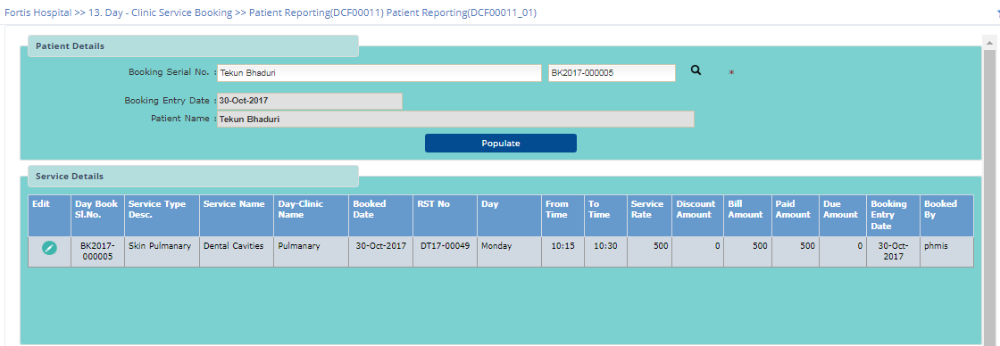 Fortis Hospital >> 13. Day - Clinic Service Booking >> Patient Reporting(DCF00011) Patient Reporting(DCF00011_01)
Patient Details
Booking Serial No. : Tekun Bhaduri BK2017-000005 *
Booking Entry Date : 30-Oct-2017
Patient Name : Tekun Bhaduri
Populate
Service Details
Edit Day Book Service Type Service Name Day-Clinic Booked RST No Day From To Service Discount Bill Paid Due Booking Booked
Sl.No. Desc. Name Date Time Time Rate Amount Amount Amount Amount Entry By
Date
BK2017- Skin Pulmanary Dental Cavities Pulmanary 30-Oct-2017 DT17-00049 Monday 10:15 10:30 500 0 500 500 0 30-Oct- phmis
000005 2017